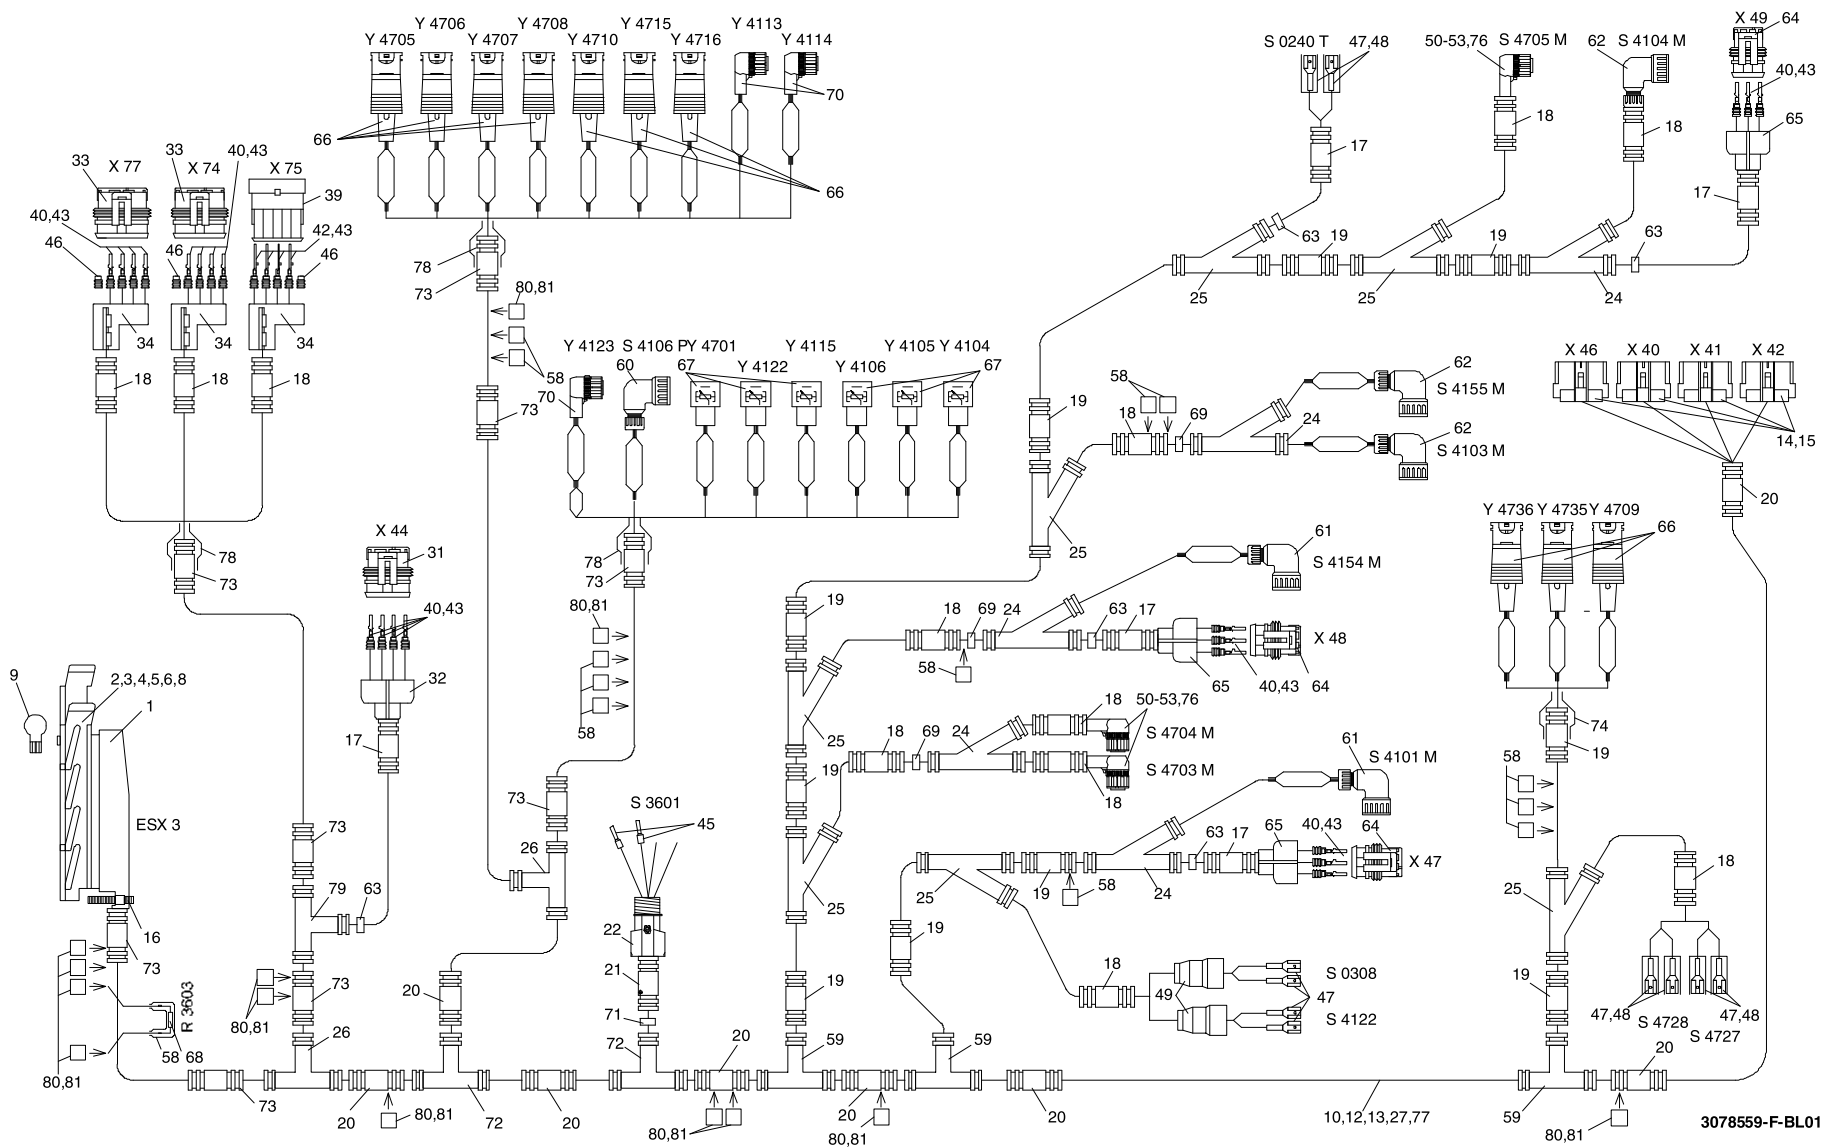 Y 4706 Y 4708 Y 4715 Y 4113
Y 4705 Y 4707 Y 4710 Y 4716 Y 4114
70
66
66
S 0240 T 47,48 50-53,76 S 4705 M 62 S 4104 M X 49 64
40,43
18 18 65
17 17
63 19 19 63
25 25 24
33 X 77 33 X 74 40,43 X 75
39
40,43 42,43
46 46 46
34 34 34
18 18 18
78
73
80,81
58
73
Y 4123 S 4106 PY 4701 Y 4115 Y 4105 Y 4104
60 67 Y 4122 Y 4106 67
70
58 62
S 4155 M
19 18 69 24
62
S 4103 M
25
X 46 X 40 X 41 X 42
14,15
20
Y 4736 Y 4735 Y 4709
66
78
73
X 44
31
40,43
32
17
78
73
80,81
58
61
S 4154 M
19 18 69 24 63 17
X 48
58 65 40,43 64
25
18 69 24 18 50-53,76
S 4704 M
S 4703 M
19 18
61 S 4101 M
74
19
58
9
2,3,4,5,6,8
1
ESX 3
16
73
R 3603
58 68
80,81
73
79 63
73
80,81
26
73
26
S 3601
45
22
21
71
72
20
25
19
63 17 65 40,43 64
X 47
25 19 58 24
19
18 49 S 0308
47
S 4122
25 18
19
47,48 47,48
S 4728
S 4727
59 59 20
73 20 80,81 72 20 20 80,81 20 80,81 20 10,12,13,27,77 59 80,81
3078559-F-BL01